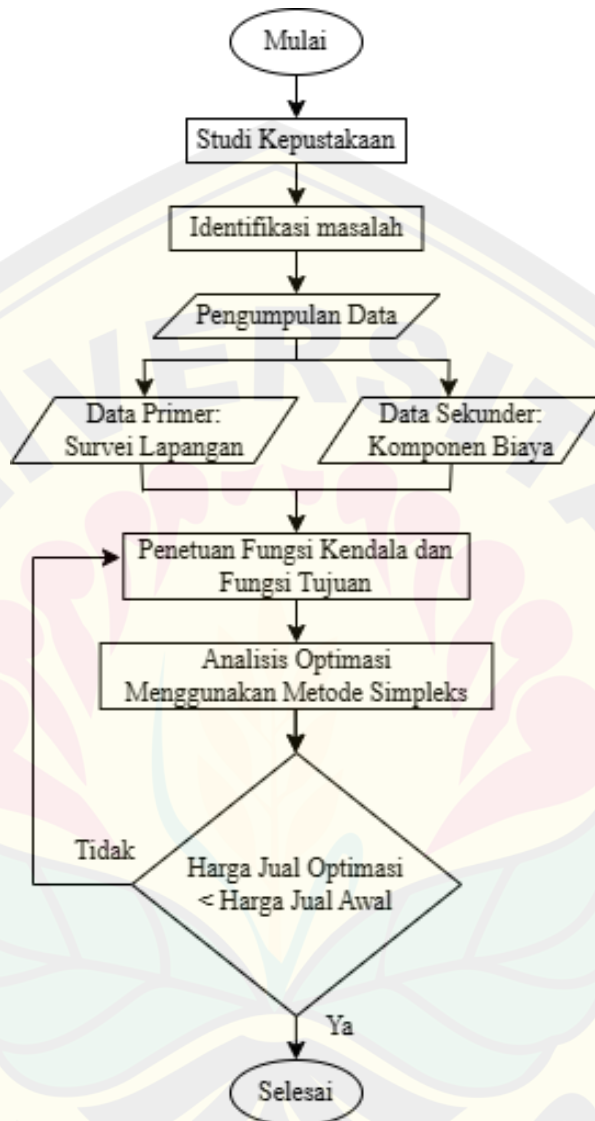 Mulai
Studi Kepustakaan
Identifikasi masalah
Pengumpulan Data
Data Primer:
Survei Lapangan
Data Sekunder:
Komponen Biaya
Penetuan Fungsi Kendala dan
Fungsi Tujuan
Analisis Optimasi
Menggunakan Metode Simpleks
Tidak
Harga Jual Optimasi
< Harga Jual Awal
Ya
Selesai